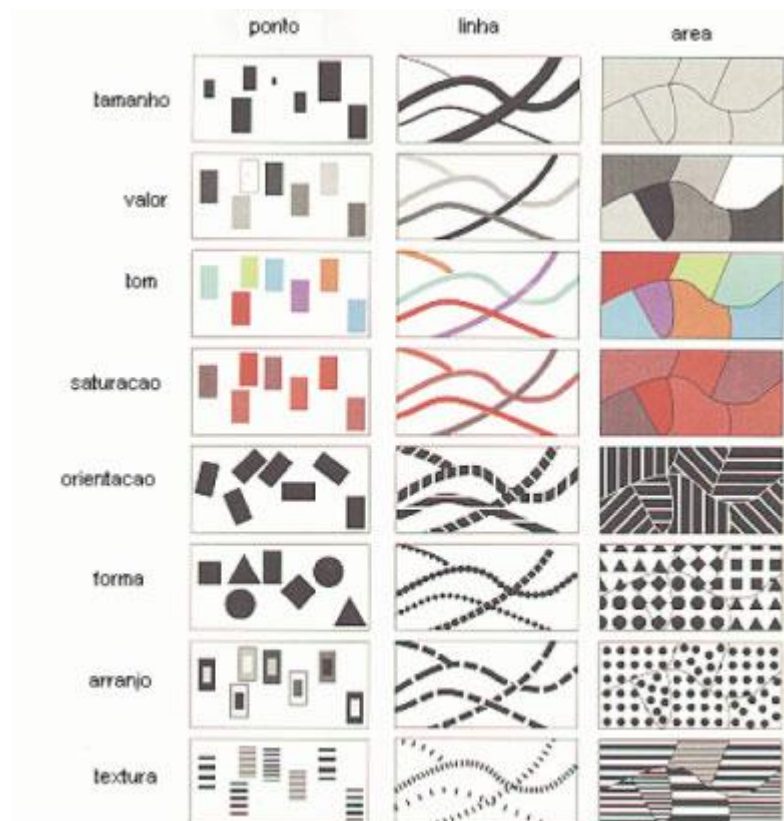 ponto linha area
tamanho
valor
tom
saturacao
orientacao
forma
arranjo
textura